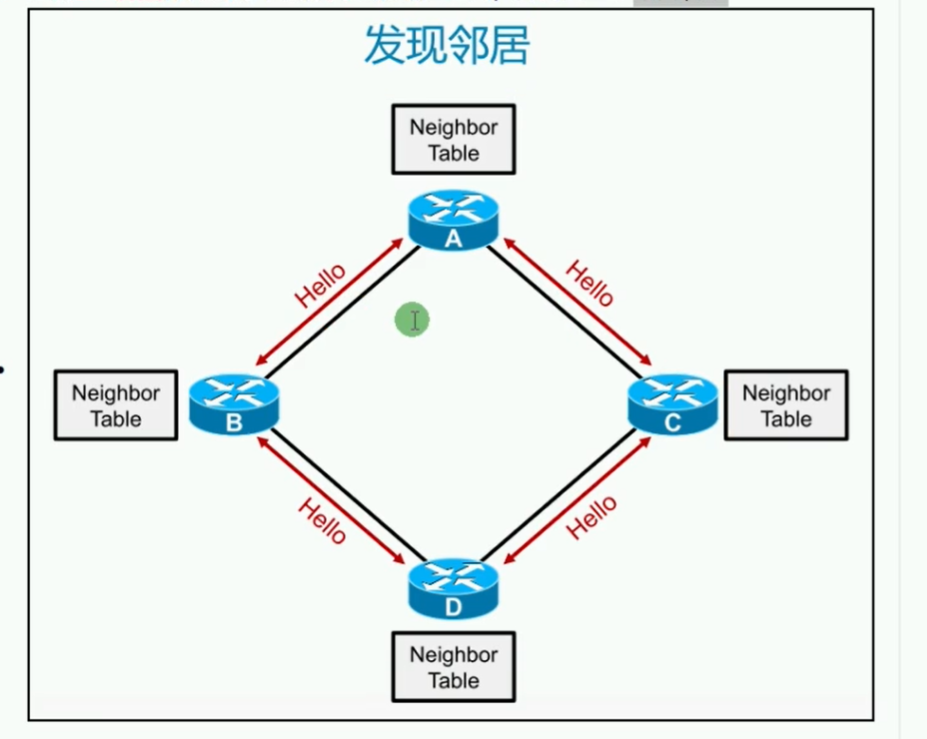 发现邻居
Neighbor
Table
A
Hello
Hello
Neighbor
Table
B
C
Neighbor
Table
Hello
Hello
D
Neighbor
Table